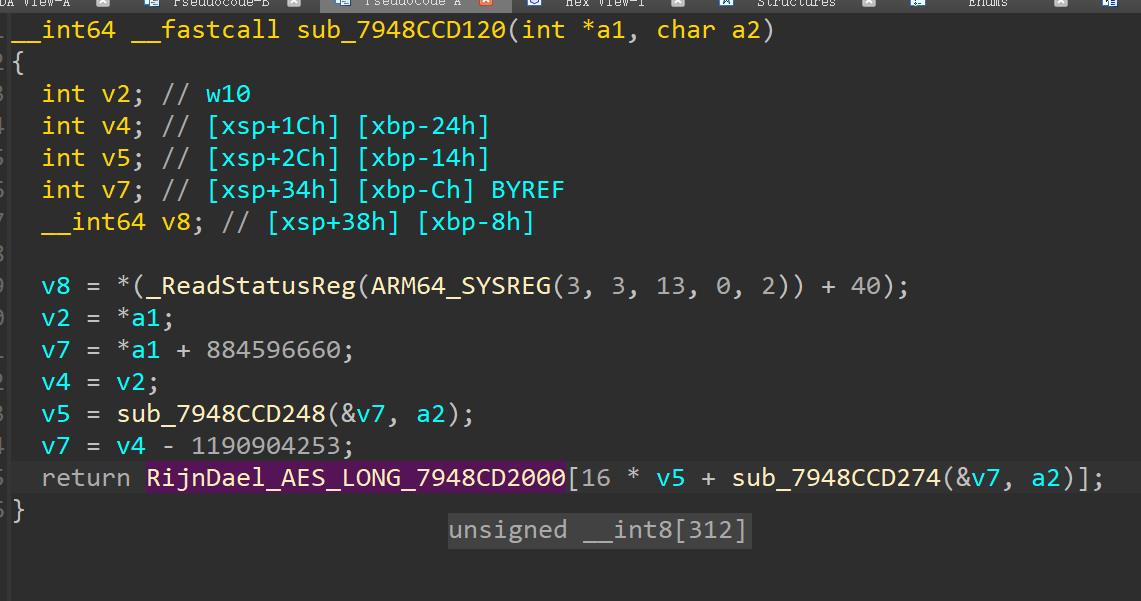 DA View-A Pseudocode-B Pseudocode A Hex View-1 Structures Enums
__int64 __fastcall sub_7948CCD120(int *a1, char a2)
{
int v2; // w10
int v4; // [xsp+1Ch] [xbp-24h]
int v5; // [xsp+2Ch] [xbp-14h]
int v7; // [xsp+34h] [xbp-Ch] BYREF
__int64 v8; // [xsp+38h] [xbp-8h]
v8 = *(_ReadStatusReg(ARM64_SYSREG(3, 3, 13, 0, 2)) + 40);
v2 = *a1;
v7 = *a1 + 884596660;
v4 = v2;
v5 = sub_7948CCD248(&v7, a2);
v7 = v4 - 1190904253;
return RijnDael_AES_LONG_7948CD2000[16 * v5 + sub_7948CCD274(&v7, a2)];
}
unsigned __int8[312]